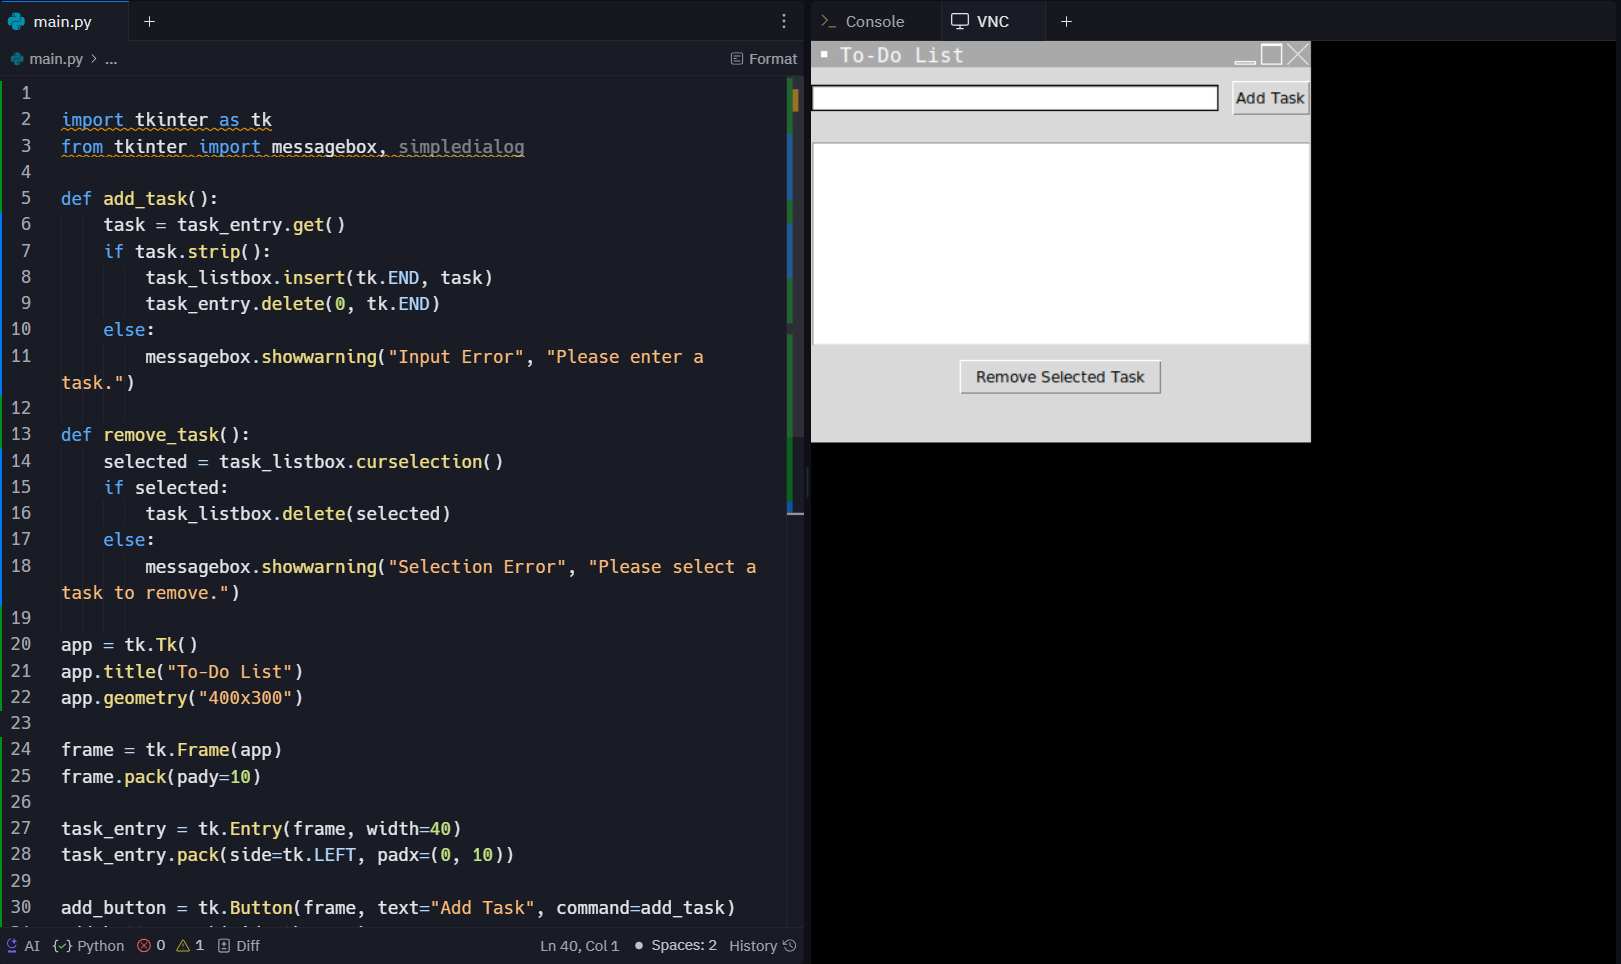 main.py
Console
VNC
main.py > ...
Format
1
2 import tkinter as tk
3 from tkinter import messagebox, simpledialog
4
5 def add_task():
6 task = task_entry.get()
7 if task.strip():
8 task_listbox.insert(tk.END, task)
9 task_entry.delete(0, tk.END)
10 else:
11 messagebox.showwarning("Input Error", "Please enter a
task.")
12
13 def remove_task():
14 selected = task_listbox.curselection()
15 if selected:
16 task_listbox.delete(selected)
17 else:
18 messagebox.showwarning("Selection Error", "Please select a
task to remove.")
19
20 app = tk.Tk()
21 app.title("To-Do List")
22 app.geometry("400x300")
23
24 frame = tk.Frame(app)
25 frame.pack(pady=10)
26
27 task_entry = tk.Entry(frame, width=40)
28 task_entry.pack(side=tk.LEFT, padx=(0, 10))
29
30 add_button = tk.Button(frame, text="Add Task", command=add_task)
AI
Python
0
1
Diff
Ln 40, Col 1
Spaces: 2
History
To-Do List
Add Task
Remove Selected Task